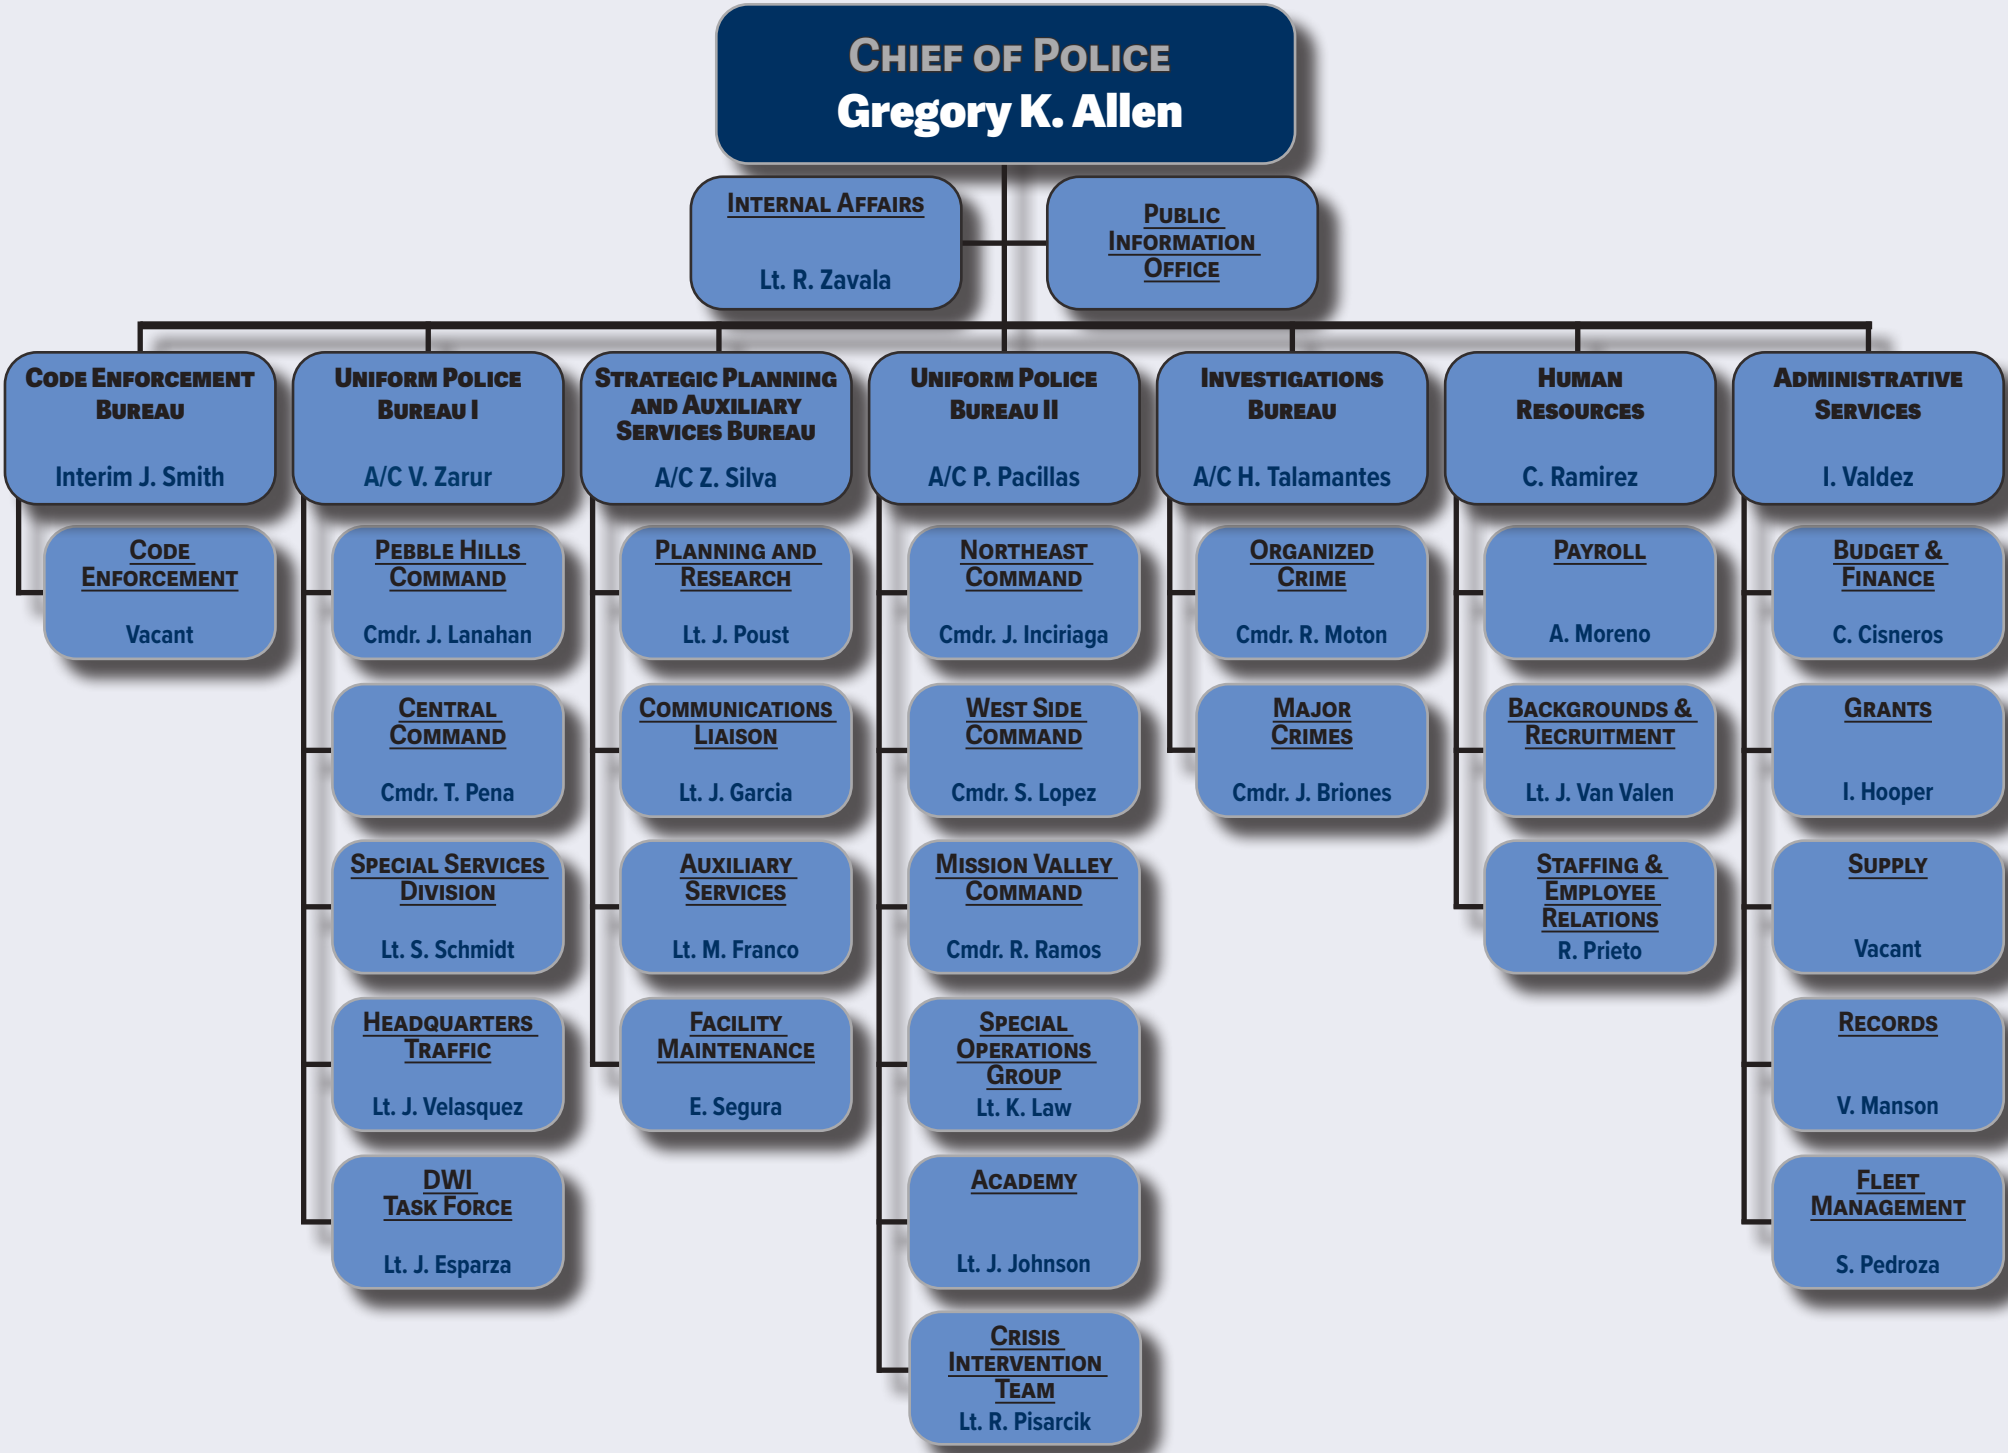 CHIEF OF POLICE
Gregory K. Allen
INTERNAL AFFAIRS
Lt. R. Zavala
PUBLIC
INFORMATION
OFFICE
CODE ENFORCEMENT
BUREAU
Interim J. Smith
UNIFORM POLICE
BUREAU I
A/C V. Zarur
STRATEGIC PLANNING
AND AUXILIARY
SERVICES BUREAU
A/C Z. Silva
UNIFORM POLICE
BUREAU II
A/C P. Pacillas
INVESTIGATIONS
BUREAU
A/C H. Talamantes
HUMAN
RESOURCES
C. Ramirez
ADMINISTRATIVE
SERVICES
I. Valdez
CODE
ENFORCEMENT
Vacant
PEBBLE HILLS
COMMAND
Cmdr. J. Lanahan
CENTRAL
COMMAND
Cmdr. T. Pena
SPECIAL SERVICES
DIVISION
Lt. S. Schmidt
HEADQUARTERS
TRAFFIC
Lt. J. Velasquez
DWI
TASK FORCE
Lt. J. Esparza
PLANNING AND
RESEARCH
Lt. J. Poust
COMMUNICATIONS
LIAISON
Lt. J. Garcia
AUXILIARY
SERVICES
Lt. M. Franco
FACILITY
MAINTENANCE
E. Segura
NORTHEAST
COMMAND
Cmdr. J. Inciriaga
WEST SIDE
COMMAND
Cmdr. S. Lopez
MISSION VALLEY
COMMAND
Cmdr. R. Ramos
SPECIAL
OPERATIONS
GROUP
Lt. K. Law
ACADEMY
Lt. J. Johnson
CRISIS
INTERVENTION
TEAM
Lt. R. Pisarcik
ORGANIZED
CRIME
Cmdr. R. Moton
MAJOR
CRIMES
Cmdr. J. Briones
PAYROLL
A. Moreno
BACKGROUNDS &
RECRUITMENT
Lt. J. Van Valen
STAFFING &
EMPLOYEE
RELATIONS
R. Prieto
BUDGET &
FINANCE
C. Cisneros
GRANTS
I. Hooper
SUPPLY
Vacant
RECORDS
V. Manson
FLEET
MANAGEMENT
S. Pedroza